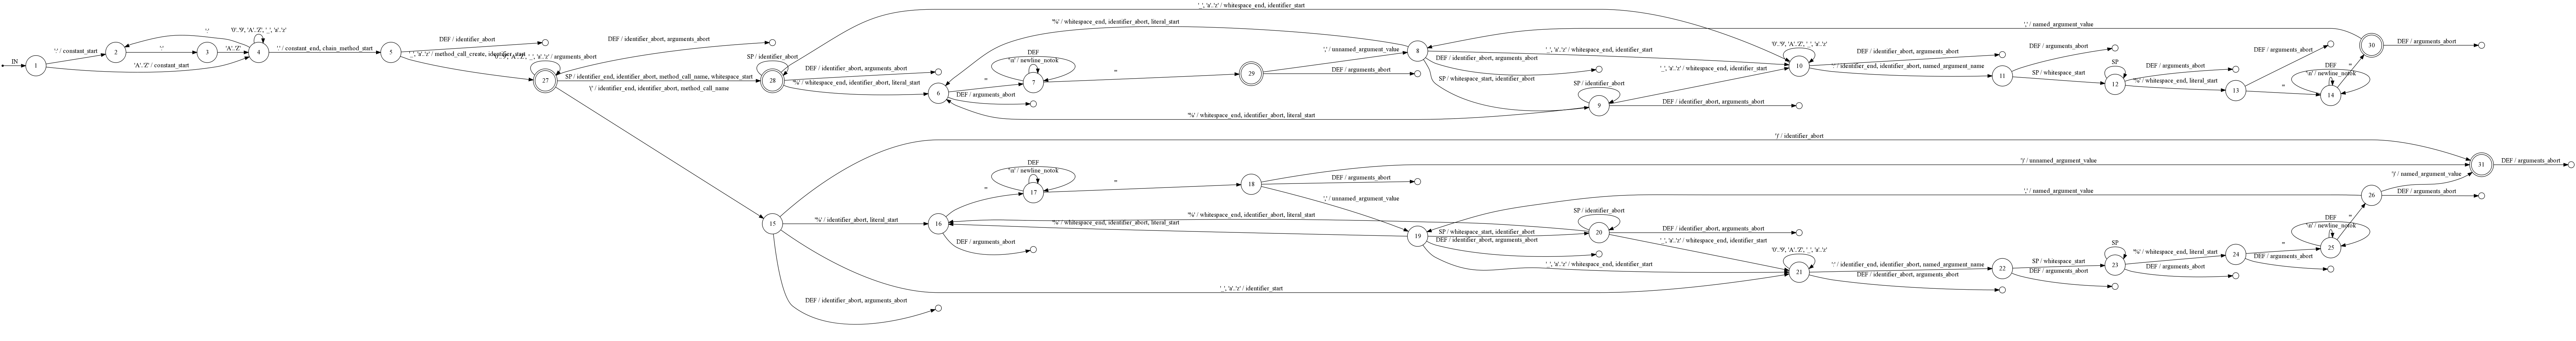 IN
1
':' / constant_start
'A'..'Z' / constant_start
2
':'
':'
3
'A'..'Z'
'0'..'9', 'A'..'Z', '_', 'a'..'z'
4
'.' / constant_end, chain_method_start
5
DEF / identifier_abort
'_', 'a'..'z' / method_call_create, identifier_start
'0'..'9', 'A'..'Z', '_', 'a'..'z' / arguments_abort
27
DEF / identifier_abort, arguments_abort
SP / identifier_end, identifier_abort, method_call_name, whitespace_start
'(' / identifier_end, identifier_abort, method_call_name
SP / identifier_abort
28
'_', 'a'..'z' / whitespace_end, identifier_start
DEF / identifier_abort, arguments_abort
'%' / whitespace_end, identifier_abort, literal_start
'%' / whitespace_end, identifier_abort, literal_start
6
DEF / arguments_abort
DEF
'\n' / newline_notok
7
29
',' / unnamed_argument_value
DEF / arguments_abort
8
'_', 'a'..'z' / whitespace_end, identifier_start
DEF / identifier_abort, arguments_abort
SP / whitespace_start, identifier_abort
SP / identifier_abort
9
'_', 'a'..'z' / whitespace_end, identifier_start
DEF / identifier_abort, arguments_abort
'%' / whitespace_end, identifier_abort, literal_start
'0'..'9', 'A'..'Z', '_', 'a'..'z'
10
DEF / identifier_abort, arguments_abort
':' / identifier_end, identifier_abort, named_argument_name
11
DEF / arguments_abort
SP / whitespace_start
SP
12
DEF / arguments_abort
'%' / whitespace_end, literal_start
13
DEF / arguments_abort
DEF
'\n' / newline_notok
14
30
',' / named_argument_value
DEF / arguments_abort
15
')' / identifier_abort
'%' / identifier_abort, literal_start
'_', 'a'..'z' / identifier_start
DEF / identifier_abort, arguments_abort
16
DEF / arguments_abort
DEF
'\n' / newline_notok
17
18
')' / unnamed_argument_value
DEF / arguments_abort
',' / unnamed_argument_value
19
'%' / whitespace_end, identifier_abort, literal_start
'%' / whitespace_end, identifier_abort, literal_start
SP / whitespace_start, identifier_abort
DEF / identifier_abort, arguments_abort
'_', 'a'..'z' / whitespace_end, identifier_start
SP / identifier_abort
20
DEF / identifier_abort, arguments_abort
'_', 'a'..'z' / whitespace_end, identifier_start
'0'..'9', 'A'..'Z', '_', 'a'..'z'
21
':' / identifier_end, identifier_abort, named_argument_name
DEF / identifier_abort, arguments_abort
22
SP / whitespace_start
DEF / arguments_abort
SP
23
'%' / whitespace_end, literal_start
DEF / arguments_abort
24
DEF / arguments_abort
DEF
'\n' / newline_notok
25
26
',' / named_argument_value
')' / named_argument_value
DEF / arguments_abort
31
DEF / arguments_abort